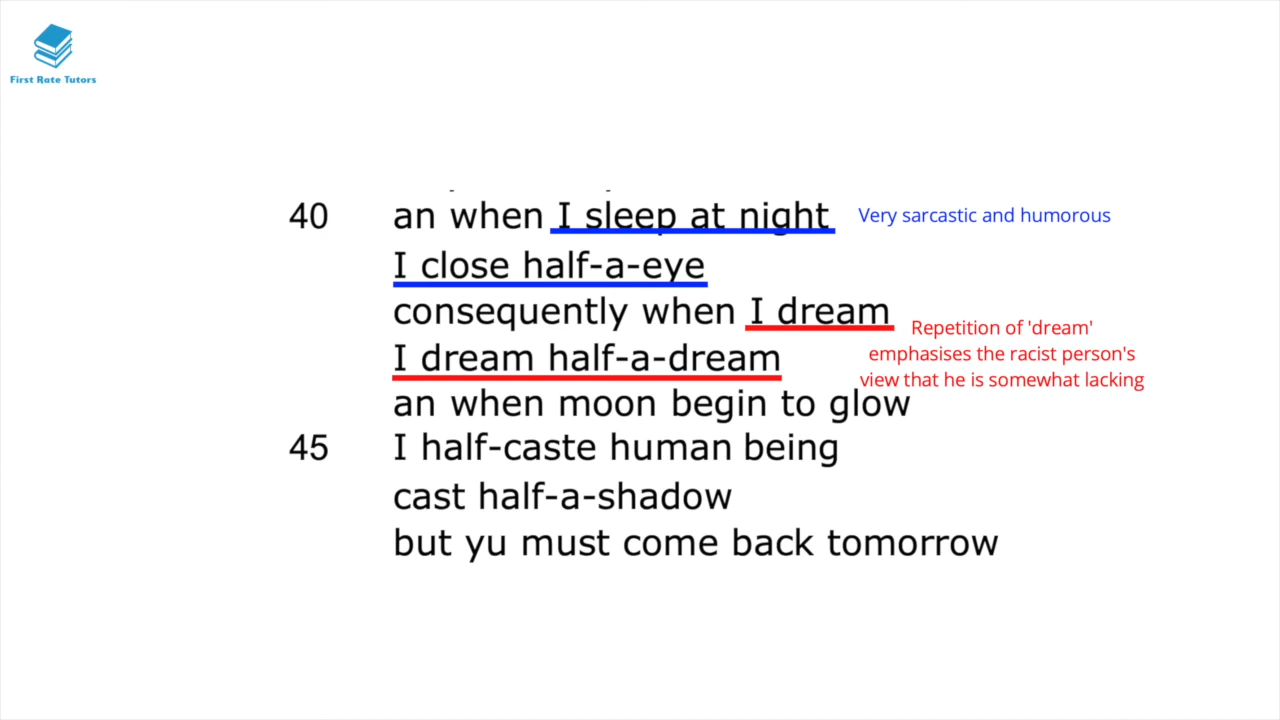 First Rate Tutors
40 an when I sleep at night
Very sarcastic and humorous
I close half-a-eye
consequently when I dream
Repetition of 'dream'
emphasises the racist person's
view that he is somewhat lacking
I dream half-a-dream
an when moon begin to glow
45 I half-caste human being
cast half-a-shadow
but yu must come back tomorrow